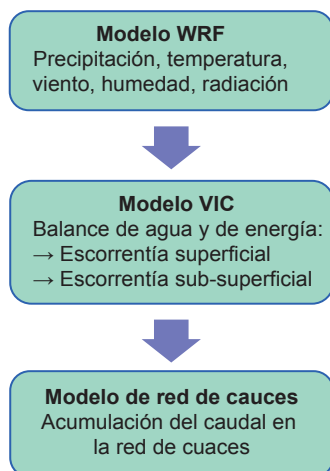 Modelo WRF
Precipitación, temperatura,
viento, humedad, radiación
Modelo VIC
Balance de agua y de energía:
→ Escorrentía superficial
→ Escorrentía sub-superficial
Modelo de red de cauces
Acumulación del caudal en
la red de cuaces